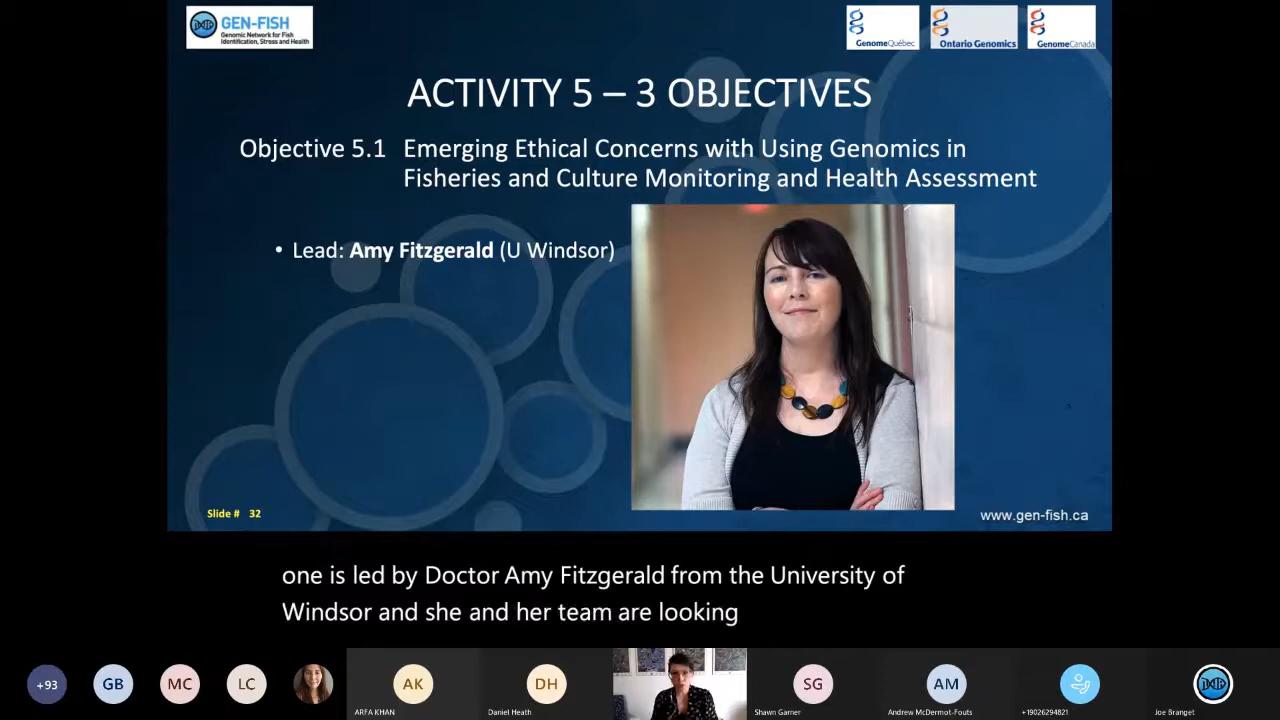 GEN-FISH
Genomic Network for Fish
Identification, Stress and Health
GenomeQuébec
Ontario Genomics
GenomeCanada
ACTIVITY 5 – 3 OBJECTIVES
Objective 5.1 Emerging Ethical Concerns with Using Genomics in
Fisheries and Culture Monitoring and Health Assessment
• Lead: Amy Fitzgerald (U Windsor)
Slide # 32
www.gen-fish.ca
one is led by Doctor Amy Fitzgerald from the University of
Windsor and she and her team are looking
+93
GB
MC
LC
AK
DH
SG
AM
ARFA KHAN
Daniel Heath
Shawn Garner
Andrew McDermot-Fouts
+19026294821
Joe Branget